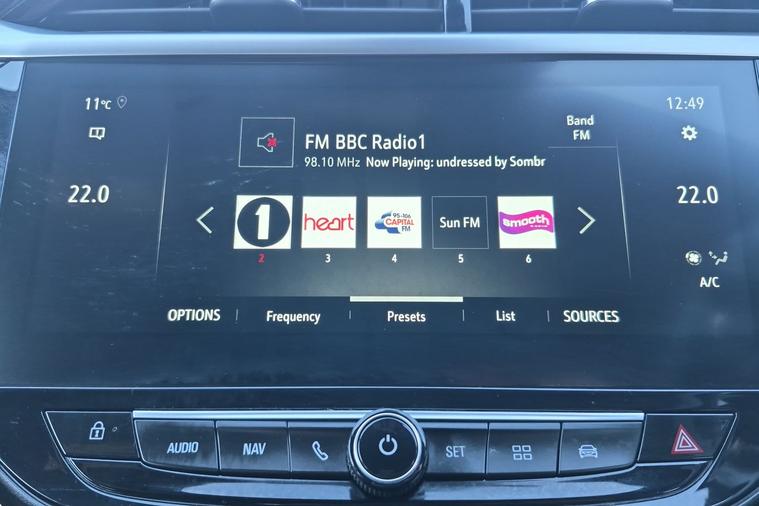 11°C
12:49
Band
FM
FM BBC Radio1
98.10 MHz Now Playing: undressed by Sombr
22.0
22.0
1
heart
95-106
CAPITAL
FM
Sun FM
smooth
2
3
4
5
6
A/C
OPTIONS
Frequency
Presets
List
SOURCES
AUDIO
NAV
SET